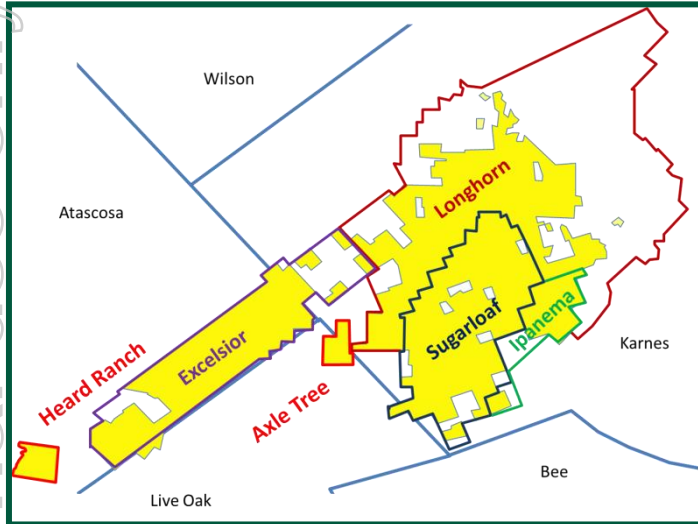 Wilson
Atascosa
Longhorn
Sugarloaf
Ipanema
Karnes
Excelsior
Heard Ranch
Axle Tree
Bee
Live Oak